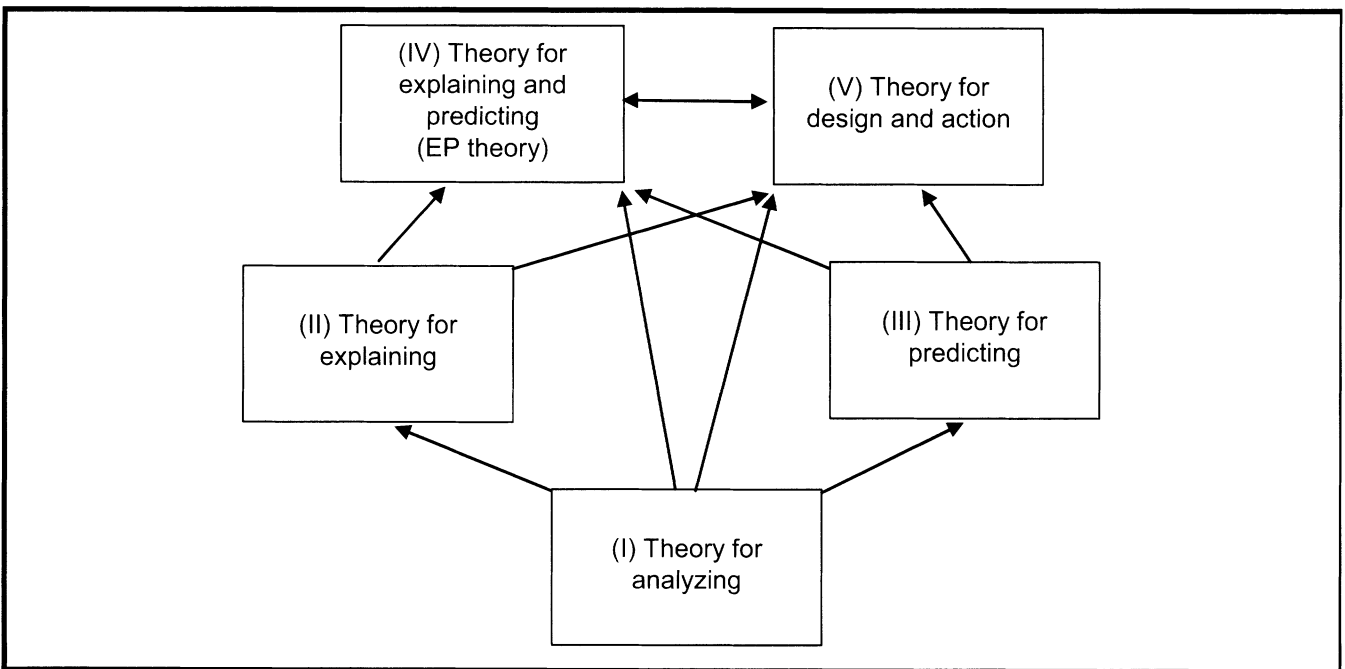 (IV) Theory for
explaining and
predicting
(EP theory)
(V) Theory for
design and action
(II) Theory for
explaining
(III) Theory for
predicting
(I) Theory for
analyzing